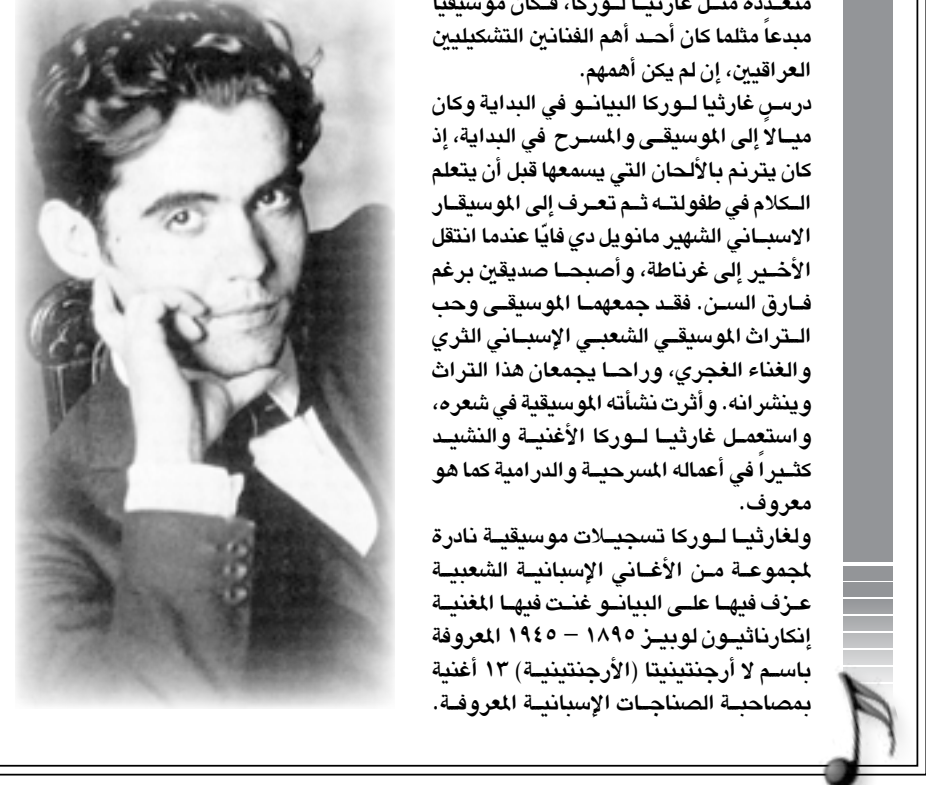 متعددة مثل غارثيا لوركا، فكان موسيقياً
مبدعاً مثلما كان أحد أهم الفنانين التشكيليين
العراقيين، إن لم يكن أهمهم.
درس غارثيا لوركا البيانو في البداية وكان
ميالاً إلى الموسيقى والمسرح في البداية، إذ
كان يترنم بالألحان التي يسمعها قبل أن يتعلم
الكلام في طفولته ثم تعرف إلى الموسيقار
الاسباني الشهير مانويل دي فايّا عندما انتقل
الأخير إلى غرناطة، وأصبحا صديقين برغم
فارق السن. فقد جمعهما الموسيقى وحب
التراث الموسيقي الشعبي الإسباني الثري
والغناء الغجري، وراحا يجمعان هذا التراث
وينشرانه. وأثرت نشأته الموسيقية في شعره،
واستعمل غارثيا لوركا الأغنية والنشيد
كثيراً في أعماله المسرحية والدرامية كما هو
معروف.
ولغارثيا لوركا تسجيلات موسيقية نادرة
لمجموعة من الأغاني الإسبانية الشعبية
عزف فيها على البيانو غنت فيها المغنية
إنكارناثيون لوبيز ١٨٩٥ – ١٩٤٥ المعروفة
باسم لا أرجنتينيتا (الأرجنتينية) ١٣ أغنية
بمصاحبة الصناجات الإسبانية المعروفة.